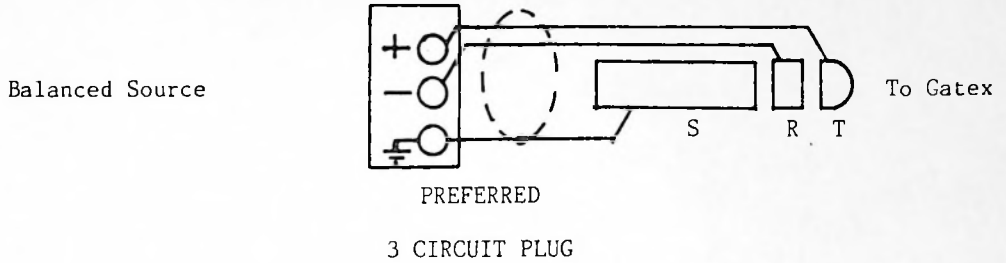 +
−
Balanced Source
To Gatex
S R T
PREFERRED
3 CIRCUIT PLUG